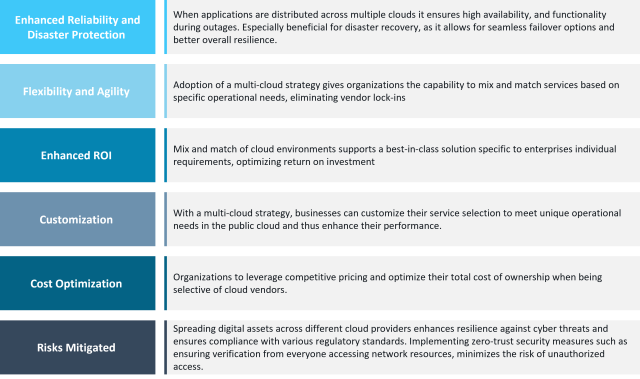 Enhanced Reliability and
Disaster Protection
When applications are distributed across multiple clouds it ensures high availability, and functionality
during outages. Especially beneficial for disaster recovery, as it allows for seamless failover options and
better overall resilience.
Flexibility and Agility
Adoption of a multi-cloud strategy gives organizations the capability to mix and match services based on
specific operational needs, eliminating vendor lock-ins
Enhanced ROI
Mix and match of cloud environments supports a best-in-class solution specific to enterprises individual
requirements, optimizing return on investment
Customization
With a multi-cloud strategy, businesses can customize their service selection to meet unique operational
needs in the public cloud and thus enhance their performance.
Cost Optimization
Organizations to leverage competitive pricing and optimize their total cost of ownership when being
selective of cloud vendors.
Risks Mitigated
Spreading digital assets across different cloud providers enhances resilience against cyber threats and
ensures compliance with various regulatory standards. Implementing zero-trust security measures such as
ensuring verification from everyone accessing network resources, minimizes the risk of unauthorized
access.